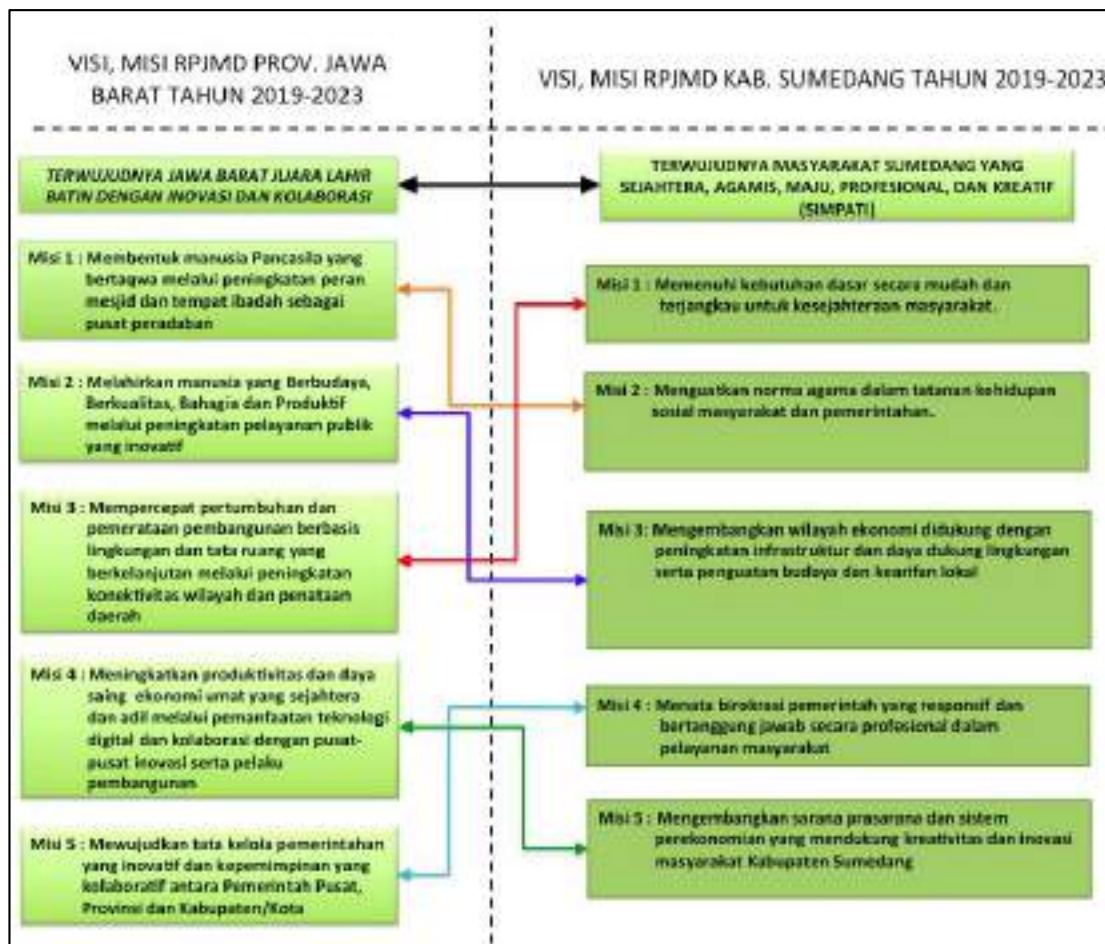 VISI, MISI RPJMD PROV. JAWA
BARAT TAHUN 2019-2023
TERWUJUDNYA JAWA BARAT JUARA LAHIR
BATIN DENGAN INOVASI DAN KOLABORASI
Misi 1 : Membentuk manusia Pancasila yang
bertaqwa melalui peningkatan peran
mesjid dan tempat ibadah sebagai
pusat peradaban
Misi 2 : Melahirkan manusia yang Berbudaya,
Berkualitas, Bahagia dan Produktif
melalui peningkatan pelayanan publik
yang inovatif
Misi 3 : Mempercepat pertumbuhan dan
pemerataan pembangunan berbasis
lingkungan dan tata ruang yang
berkelanjutan melalui peningkatan
konektivitas wilayah dan penataan
daerah
Misi 4 : Meningkatkan produktivitas dan daya
saing ekonomi umat yang sejahtera
dan adil melalui pemanfaatan teknologi
digital dan kolaborasi dengan pusat-
pusat inovasi serta pelaku
pembangunan
Misi 5 : Mewujudkan tata kelola pemerintahan
yang inovatif dan kepemimpinan yang
kolaboratif antara Pemerintah Pusat,
Provinsi dan Kabupaten/Kota
VISI, MISI RPJMD KAB. SUMEDANG TAHUN 2019-2023
TERWUJUDNYA MASYARAKAT SUMEDANG YANG
SEJAHTERA, AGAMIS, MAJU, PROFESIONAL, DAN KREATIF
(SIMPATI)
Misi 1 : Memenuhi kebutuhan dasar secara mudah dan
terjangkau untuk kesejahteraan masyarakat.
Misi 2 : Menguatkan norma agama dalam tatanan kehidupan
sosial masyarakat dan pemerintahan.
Misi 3: Mengembangkan wilayah ekonomi didukung dengan
peningkatan infrastruktur dan daya dukung lingkungan
serta penguatan budaya dan kearifan lokal
Misi 4 : Menata birokrasi pemerintah yang responsif dan
bertanggung jawab secara profesional dalam
pelayanan masyarakat
Misi 5 : Mengembangkan sarana prasarana dan sistem
perekonomian yang mendukung kreativitas dan inovasi
masyarakat Kabupaten Sumedang